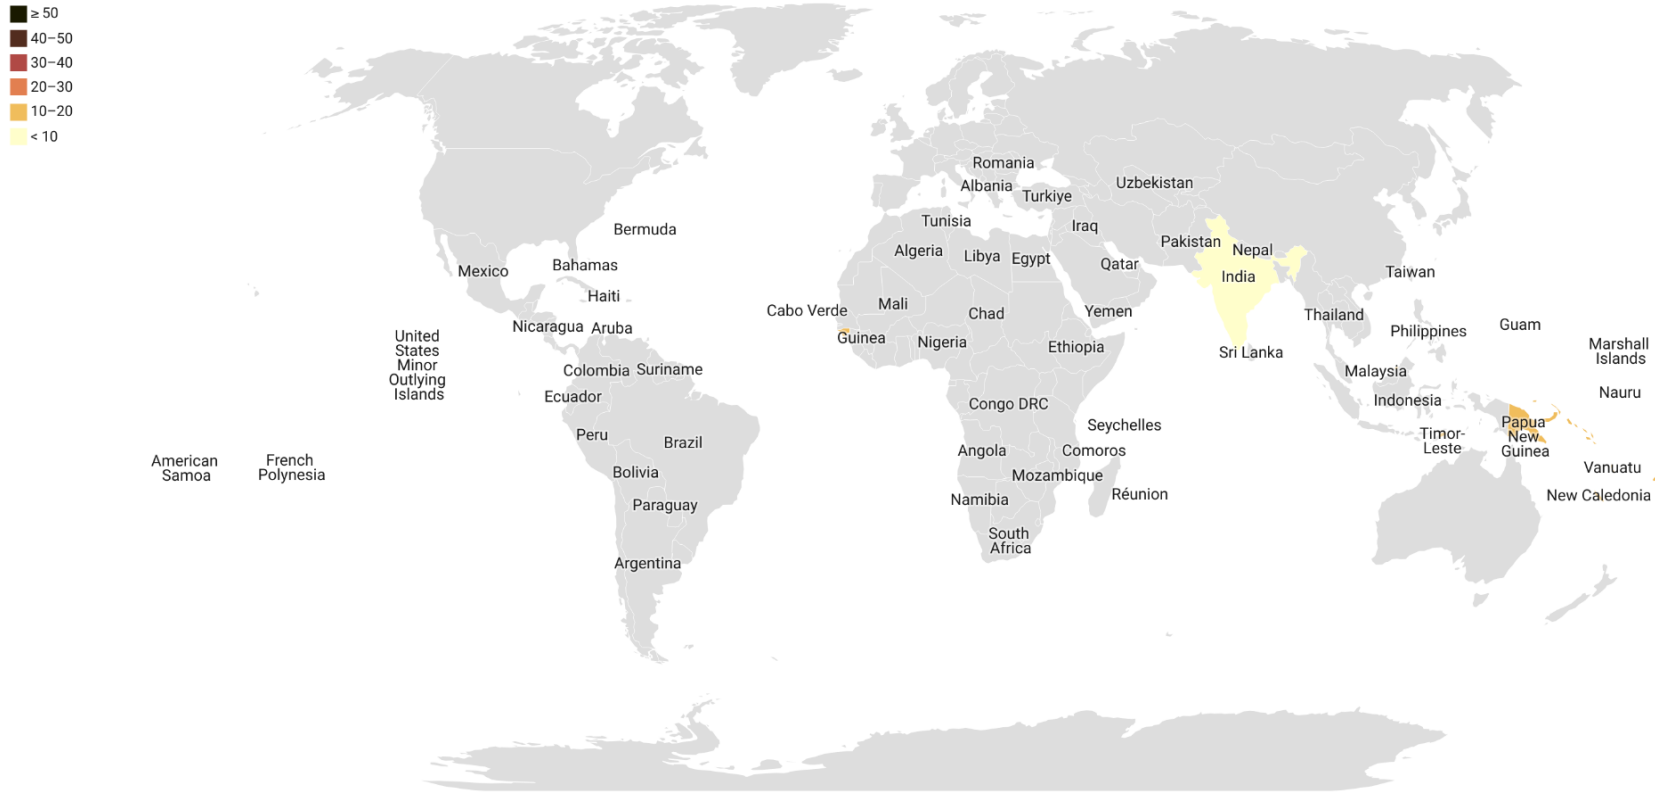 ≥ 50
40–50
30–40
20–30
10–20
< 10
Romania
Albania
Turkiye
Uzbekistan
Tunisia
Iraq
Bermuda
Algeria
Libya
Egypt
Pakistan
Nepal
Qatar
Mexico
Bahamas
India
Taiwan
Haiti
Cabo Verde
Mali
Chad
Yemen
Thailand
Nicaragua
Aruba
Guinea
Nigeria
Ethiopia
Philippines
Guam
United
States
Minor
Outlying
Islands
Sri Lanka
Marshall
Islands
Colombia
Suriname
Malaysia
Ecuador
Congo DRC
Indonesia
Nauru
Peru
Brazil
Seychelles
Timor-
Leste
Papua
New
Guinea
American
Samoa
French
Polynesia
Bolivia
Angola
Comoros
Mozambique
Vanuatu
Paraguay
Namibia
Réunion
New Caledonia
South
Africa
Argentina